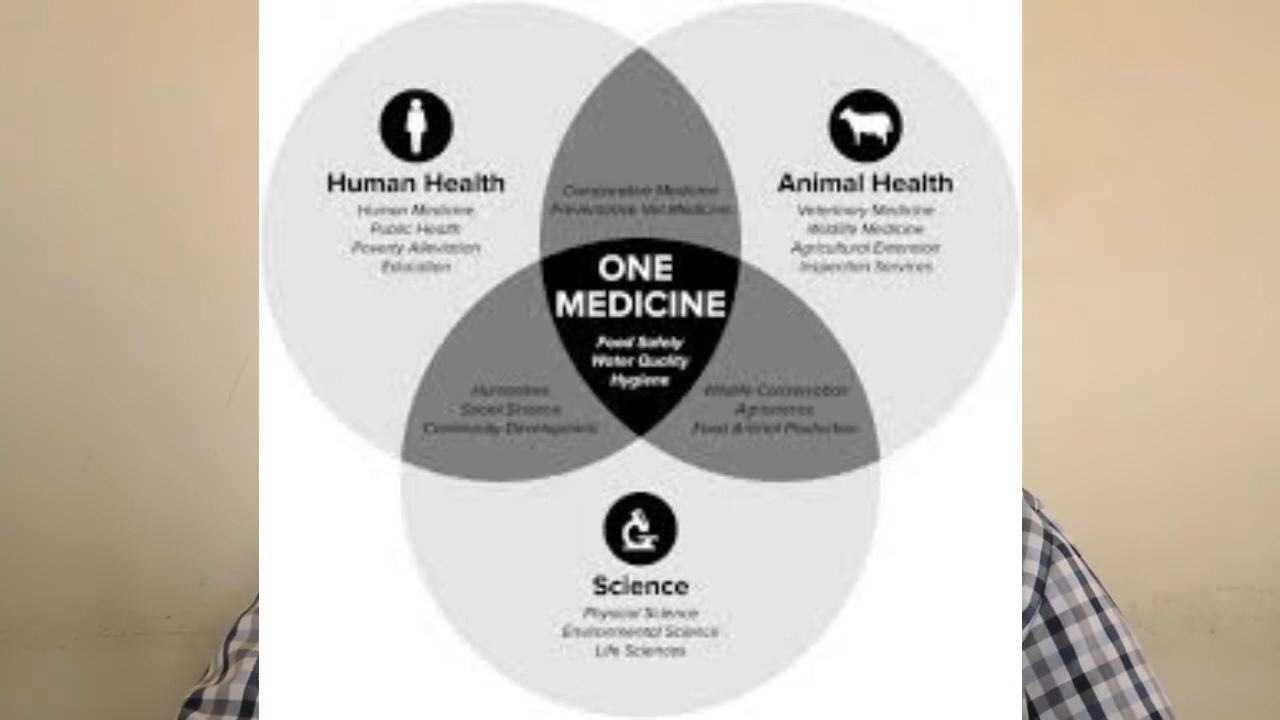 Human Health
Human Medicine
Public Health
Poverty Alleviation
Education
Animal Health
Veterinary Medicine
Wildlife Medicine
Agricultural Extension
Inspection Services
Comparative Medicine
Preventative Vet Medicine
ONE
MEDICINE
Food Safety
Water Quality
Hygiene
Humanities
Social Science
Community Development
Wildlife Conservation
Agriscience
Food Animal Production
Science
Physical Science
Environmental Science
Life Sciences